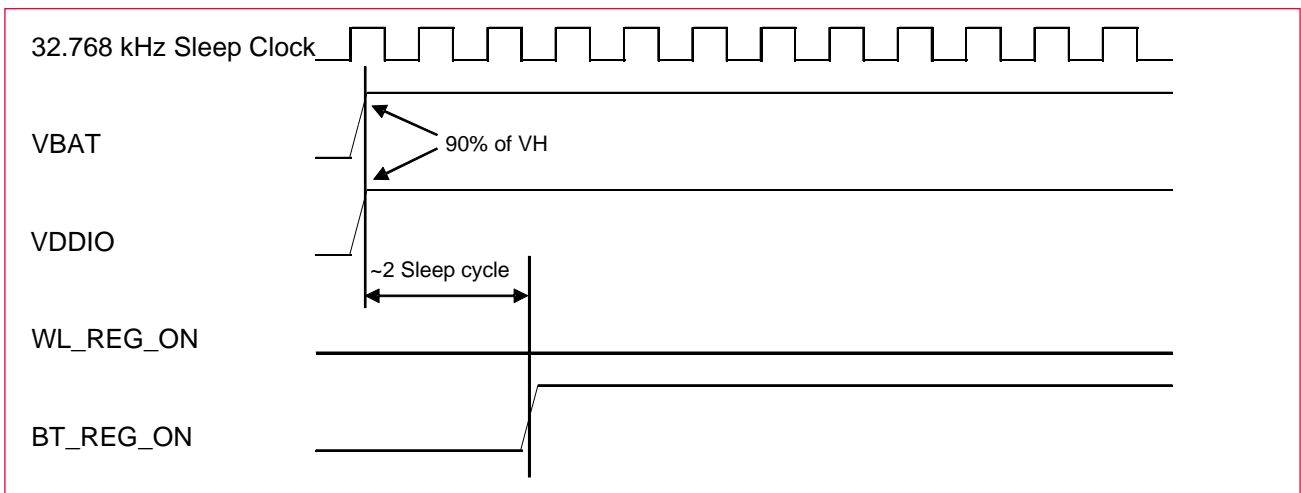 32.768 kHz Sleep Clock
VBAT
90% of VH
VDDIO
~2 Sleep cycle
WL_REG_ON
BT_REG_ON